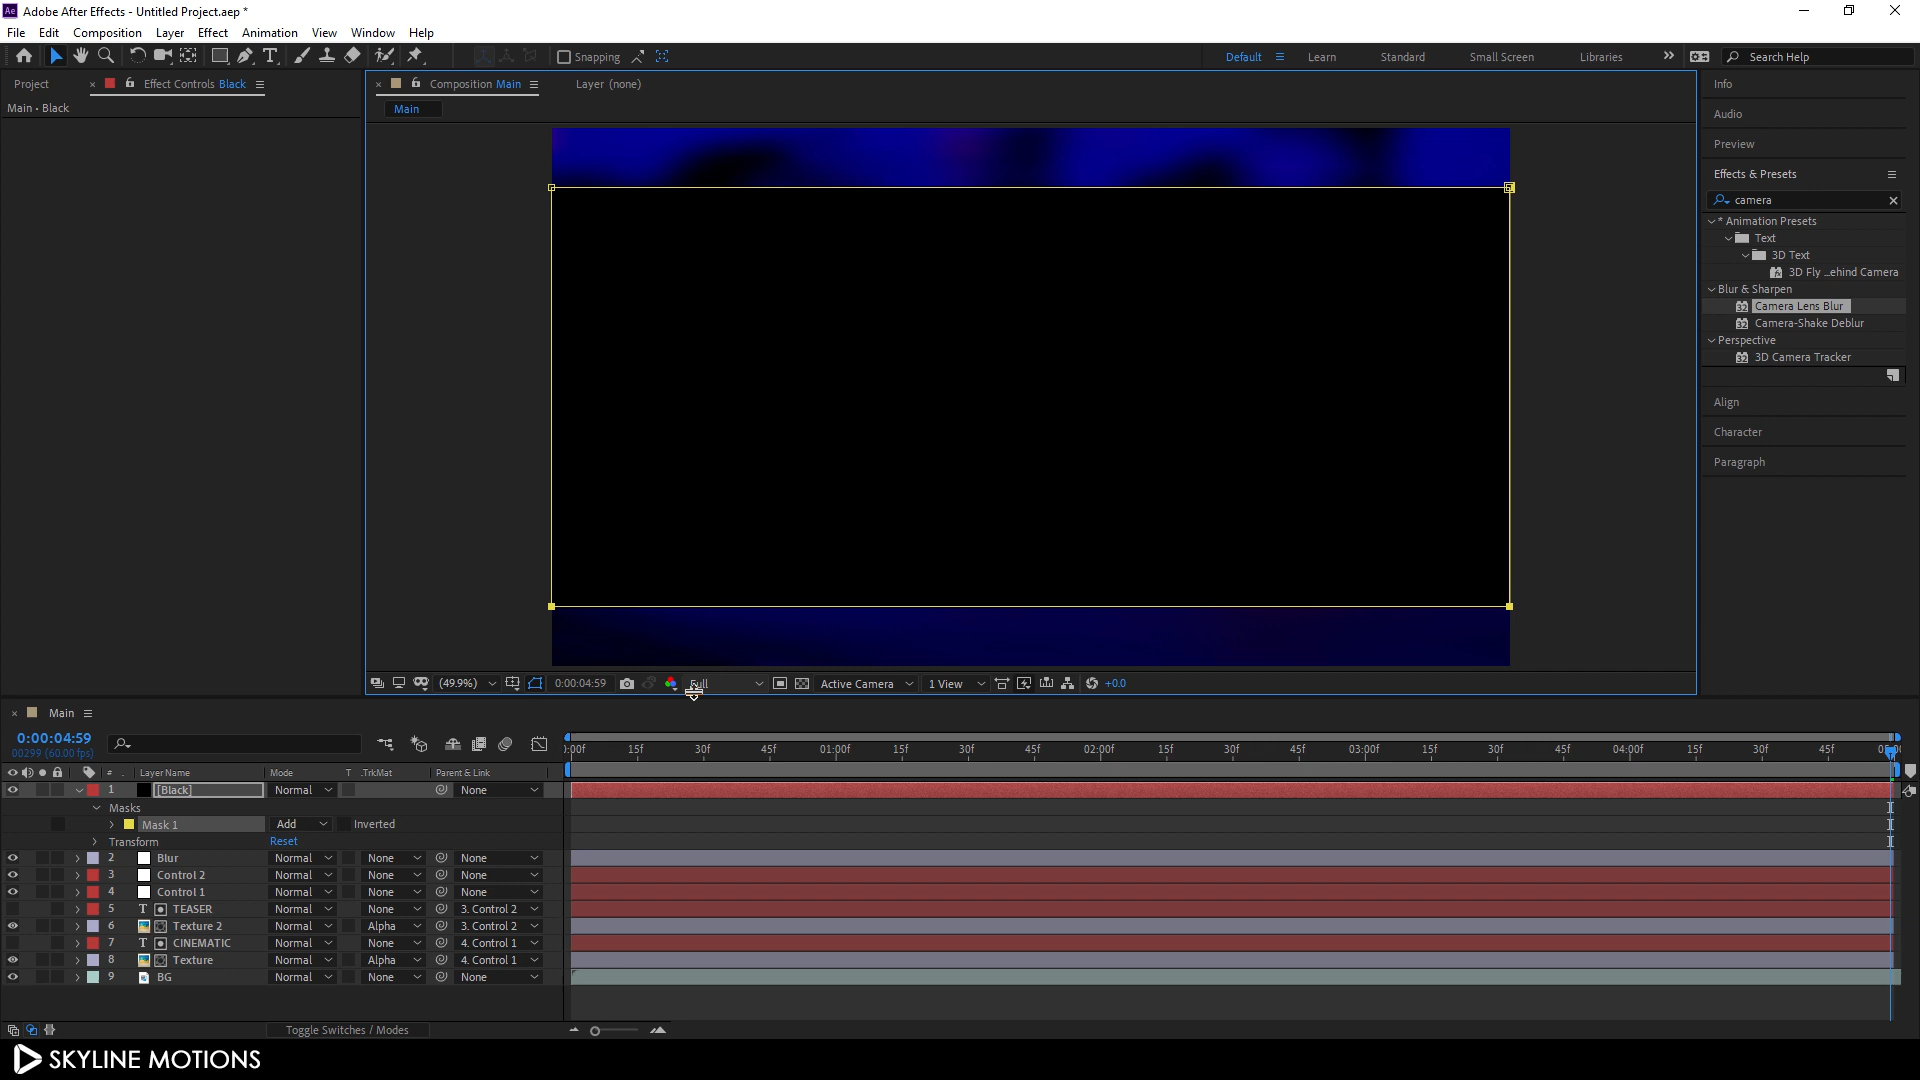 Adobe After Effects - Untitled Project.aep *
File Edit Composition Layer Effect Animation View Window Help
Snapping Default Learn Standard Small Screen Libraries Search Help
Project Effect Controls Black Composition Main Layer (none) Info
Main • Black Main
Audio
Preview
Effects & Presets
camera
* Animation Presets
Text
3D Text
3D Fly ...ehind Camera
Blur & Sharpen
Camera Lens Blur
Camera-Shake Deblur
Perspective
3D Camera Tracker
Align
Character
Paragraph
(49.9%) 0:00:04:59 Full Active Camera 1 View +0.0
Main
0:00:04:59
00299 (60.00 fps)
:00f 15f 30f 45f 01:00f 15f 30f 45f 02:00f 15f 30f 45f 03:00f 15f 30f 45f 04:00f 15f 30f 45f
# . Layer Name Mode T .TrkMat Parent & Link
1 [Black] Normal None
Masks
Mask 1 Add Inverted
Transform Reset
2 Blur Normal None None
3 Control 2 Normal None None
4 Control 1 Normal None None
5 T TEASER Normal None 3. Control 2
6 Texture 2 Normal Alpha 3. Control 2
7 T CINEMATIC Normal None 4. Control 1
8 Texture Normal Alpha 4. Control 1
9 BG Normal None None
Toggle Switches / Modes
SKYLINE MOTIONS